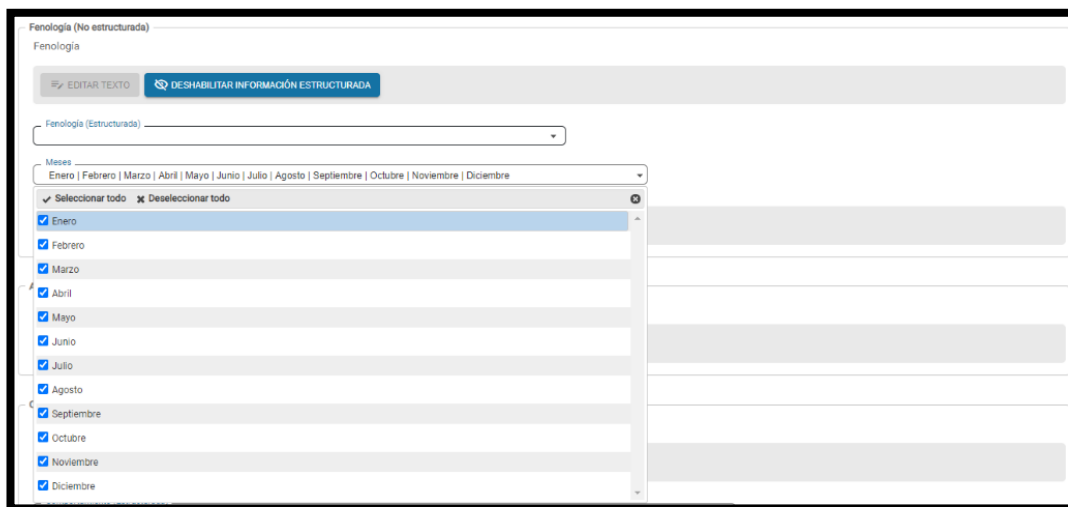 Fenología (No estructurada)
Fenología
EDITAR TEXTO DESHABILITAR INFORMACIÓN ESTRUCTURADA
Fenología (Estructurada)
Meses
Enero | Febrero | Marzo | Abril | Mayo | Junio | Julio | Agosto | Septiembre | Octubre | Noviembre | Diciembre
Seleccionar todo Deseleccionar todo
Enero
Febrero
Marzo
Abril
Mayo
Junio
Julio
Agosto
Septiembre
Octubre
Noviembre
Diciembre